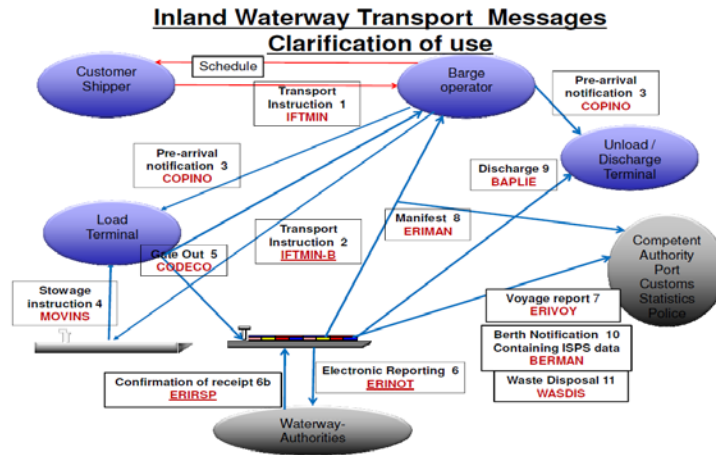 Inland Waterway Transport Messages
Clarification of use
Customer
Shipper
Schedule
Barge
operator
Transport
Instruction 1
IFTMIN
Pre-arrival
notification 3
COPINO
Pre-arrival
notification 3
COPINO
Unload /
Discharge
Terminal
Discharge 9
BAPLIE
Load
Terminal
Transport
Instruction 2
IFTMIN-B
Manifest 8
ERIMAN
Gate Out 5
CODECO
Competent
Authority
Port
Customs
Statistics
Police
Stowage
instruction 4
MOVINS
Voyage report 7
ERIVOY
Berth Notification 10
Containing ISPS data
BERMAN
Confirmation of receipt 6b
ERIRSP
Electronic Reporting 6
ERINOT
Waste Disposal 11
WASDIS
Waterway-
Authorities